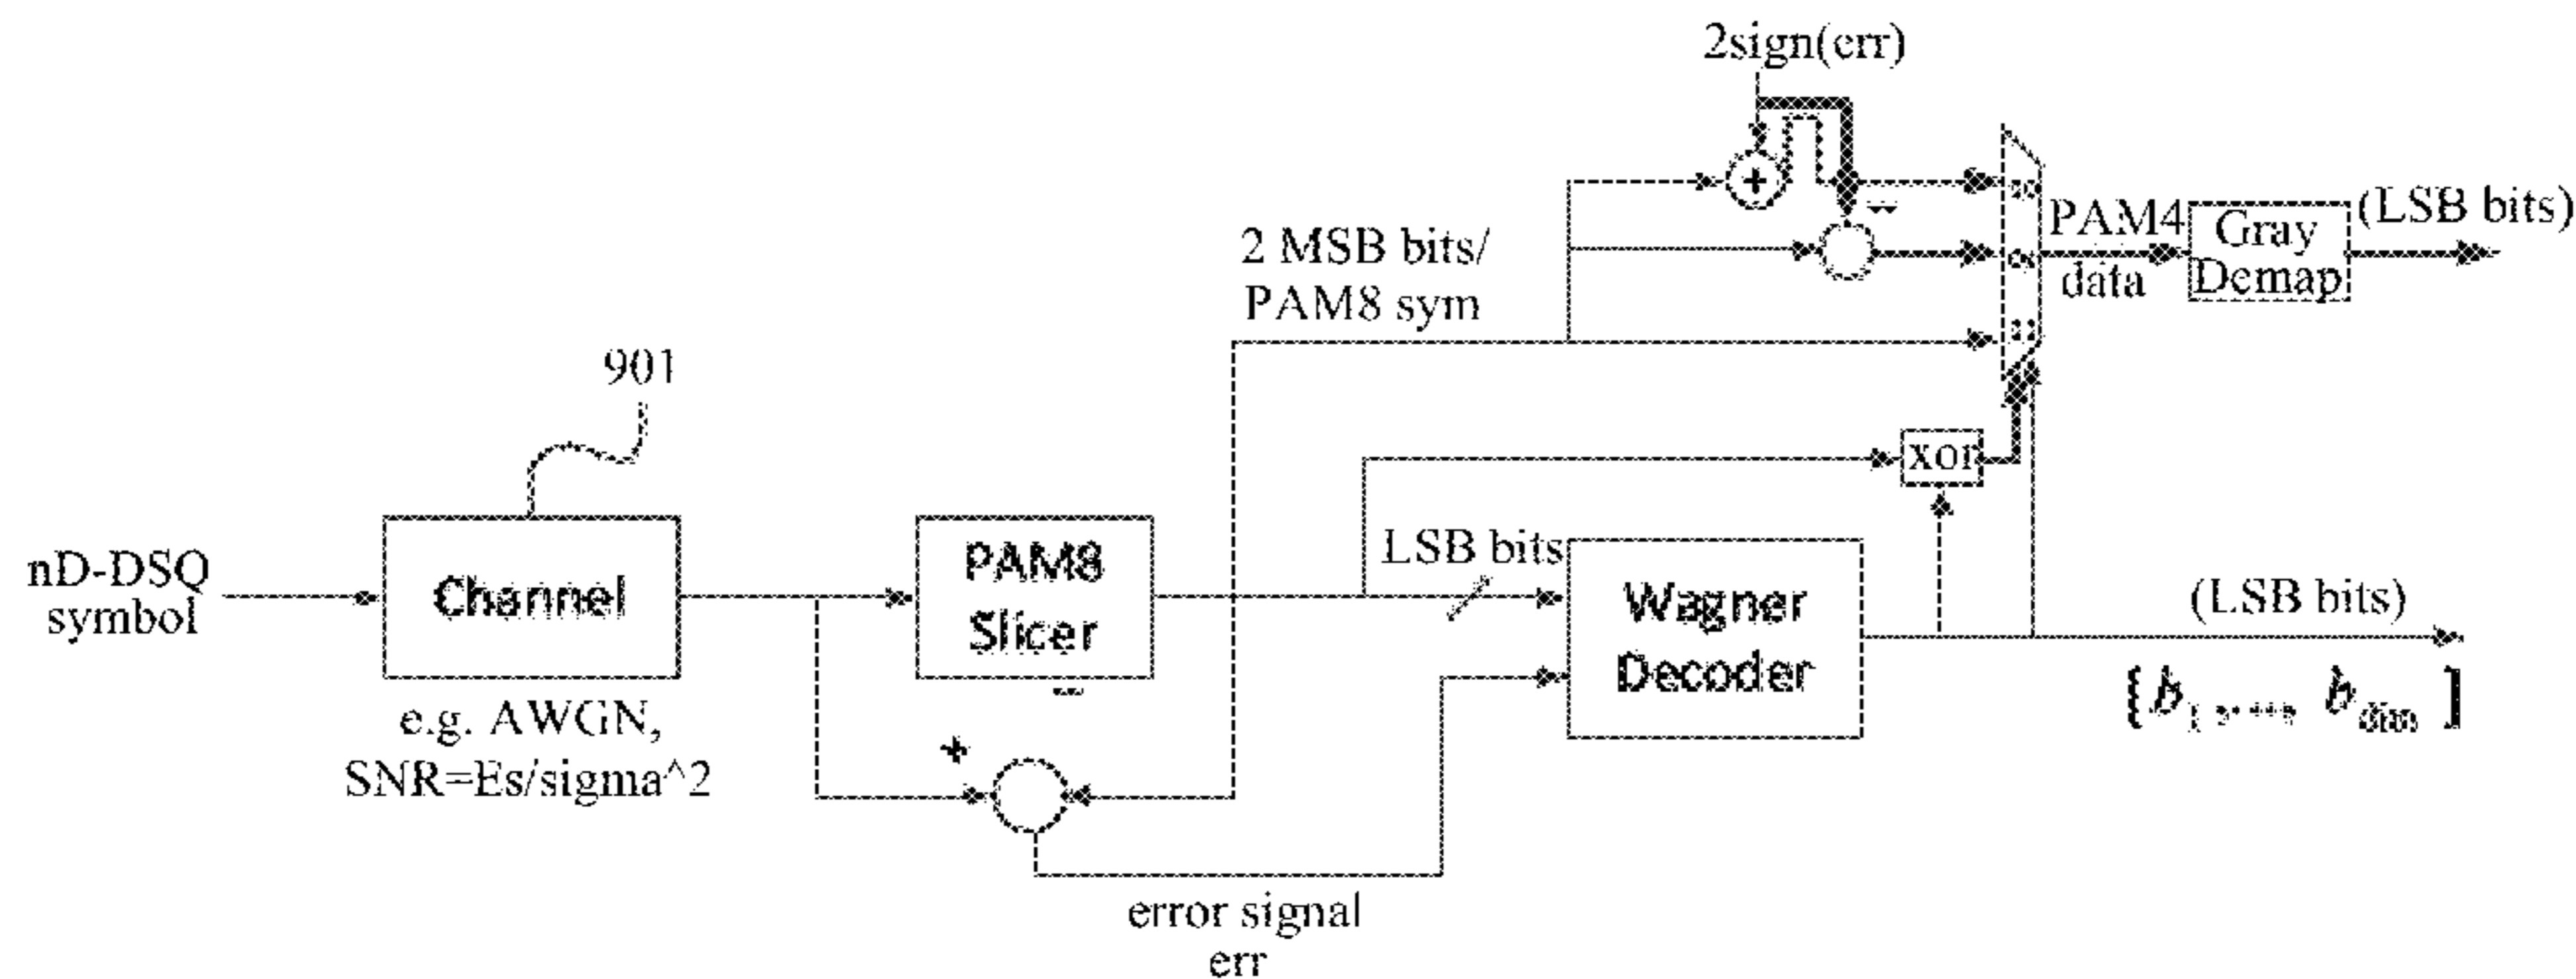 2sign(err)
+
2 MSB bits/
PAM8 sym
PAM4
data
Gray
Demap
(LSB bits)
901
xor
nD-DSQ
symbol
Channel
PAM8
Slicer
LSB bits
Wagner
Decoder
(LSB bits)
e.g. AWGN,
SNR=Es/sigma^2
+
error signal
err